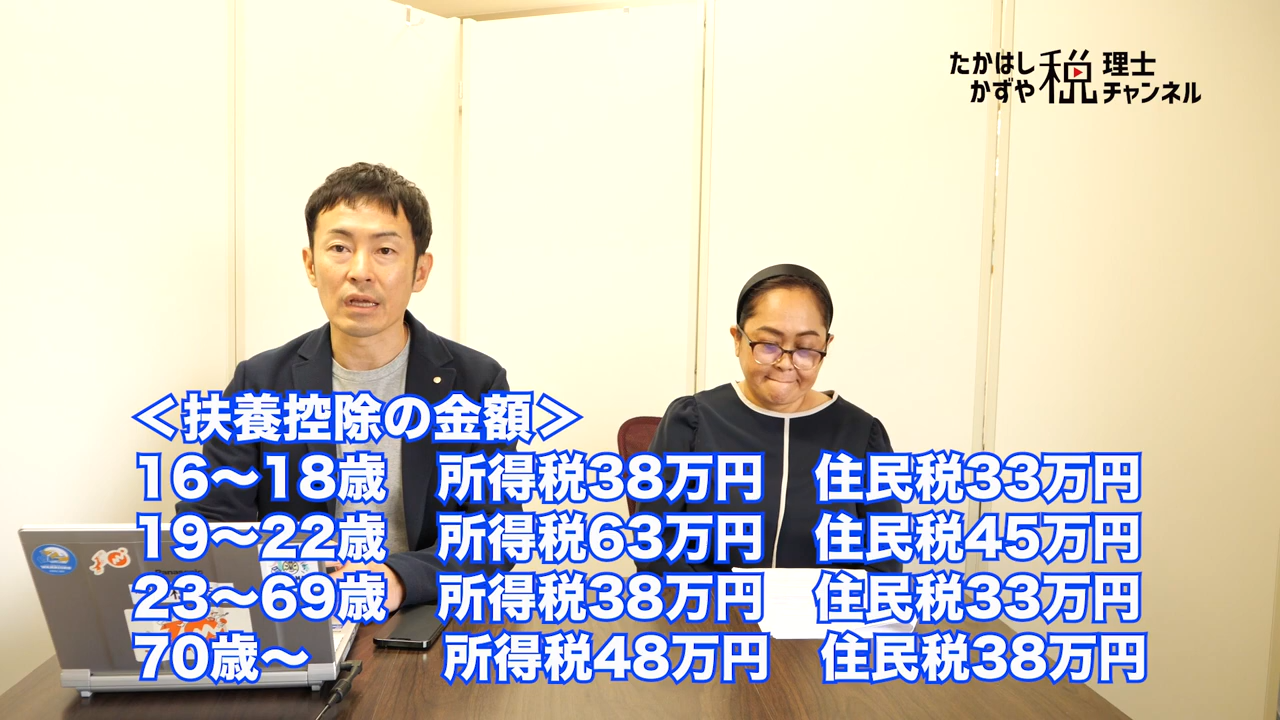 たかはし
かずや
税
理士
チャンネル
＜扶養控除の金額＞
16〜18歳　所得税38万円　住民税33万円
19〜22歳　所得税63万円　住民税45万円
23〜69歳　所得税38万円　住民税33万円
70歳〜　所得税48万円　住民税38万円
Panasonic